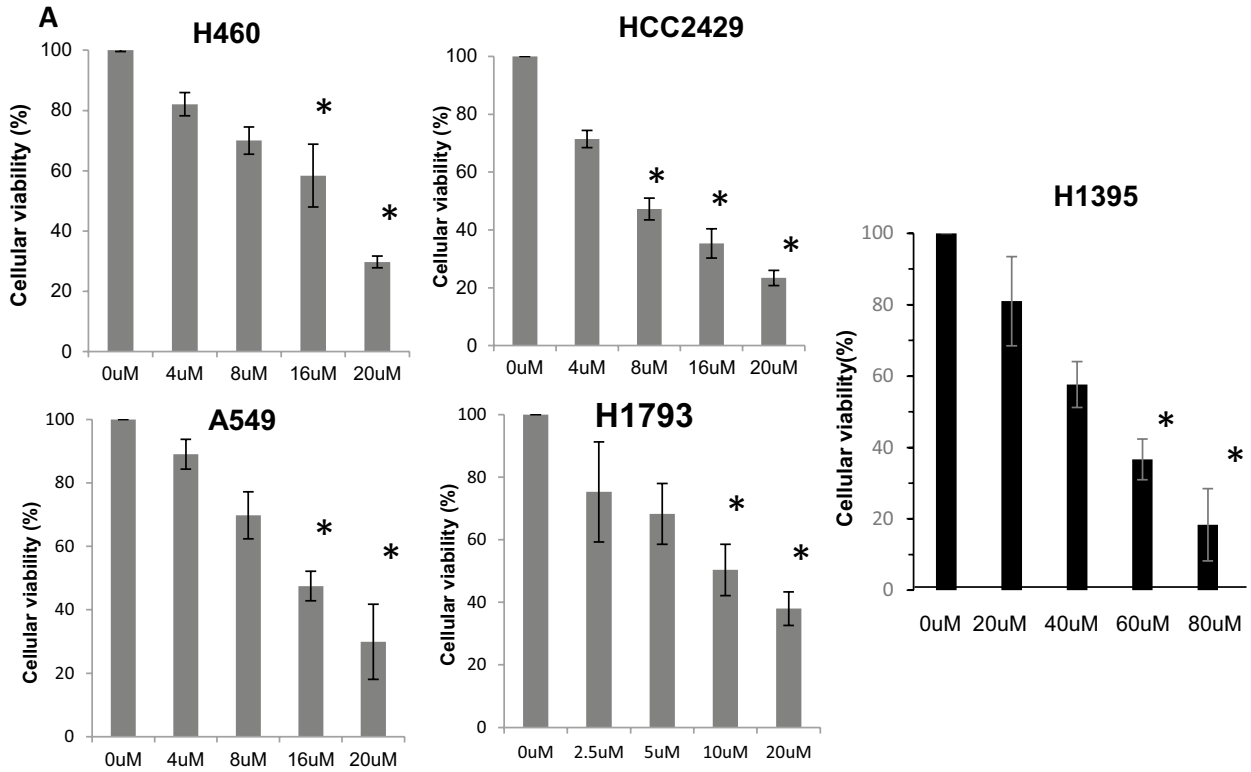 A
H460
Cellular viability (%)
100
80
60
40
20
0
*
*
0uM 4uM 8uM 16uM 20uM
HCC2429
Cellular viability (%)
100
80
60
40
20
0
*
*
*
0uM 4uM 8uM 16uM 20uM
A549
Cellular viability (%)
100
80
60
40
20
0
*
*
0uM 4uM 8uM 16uM 20uM
H1793
Cellular viability (%)
100
80
60
40
20
0
*
*
0uM 2.5uM 5uM 10uM 20uM
H1395
Cellular viability(%)
100
80
60
40
20
0
*
*
0uM 20uM 40uM 60uM 80uM